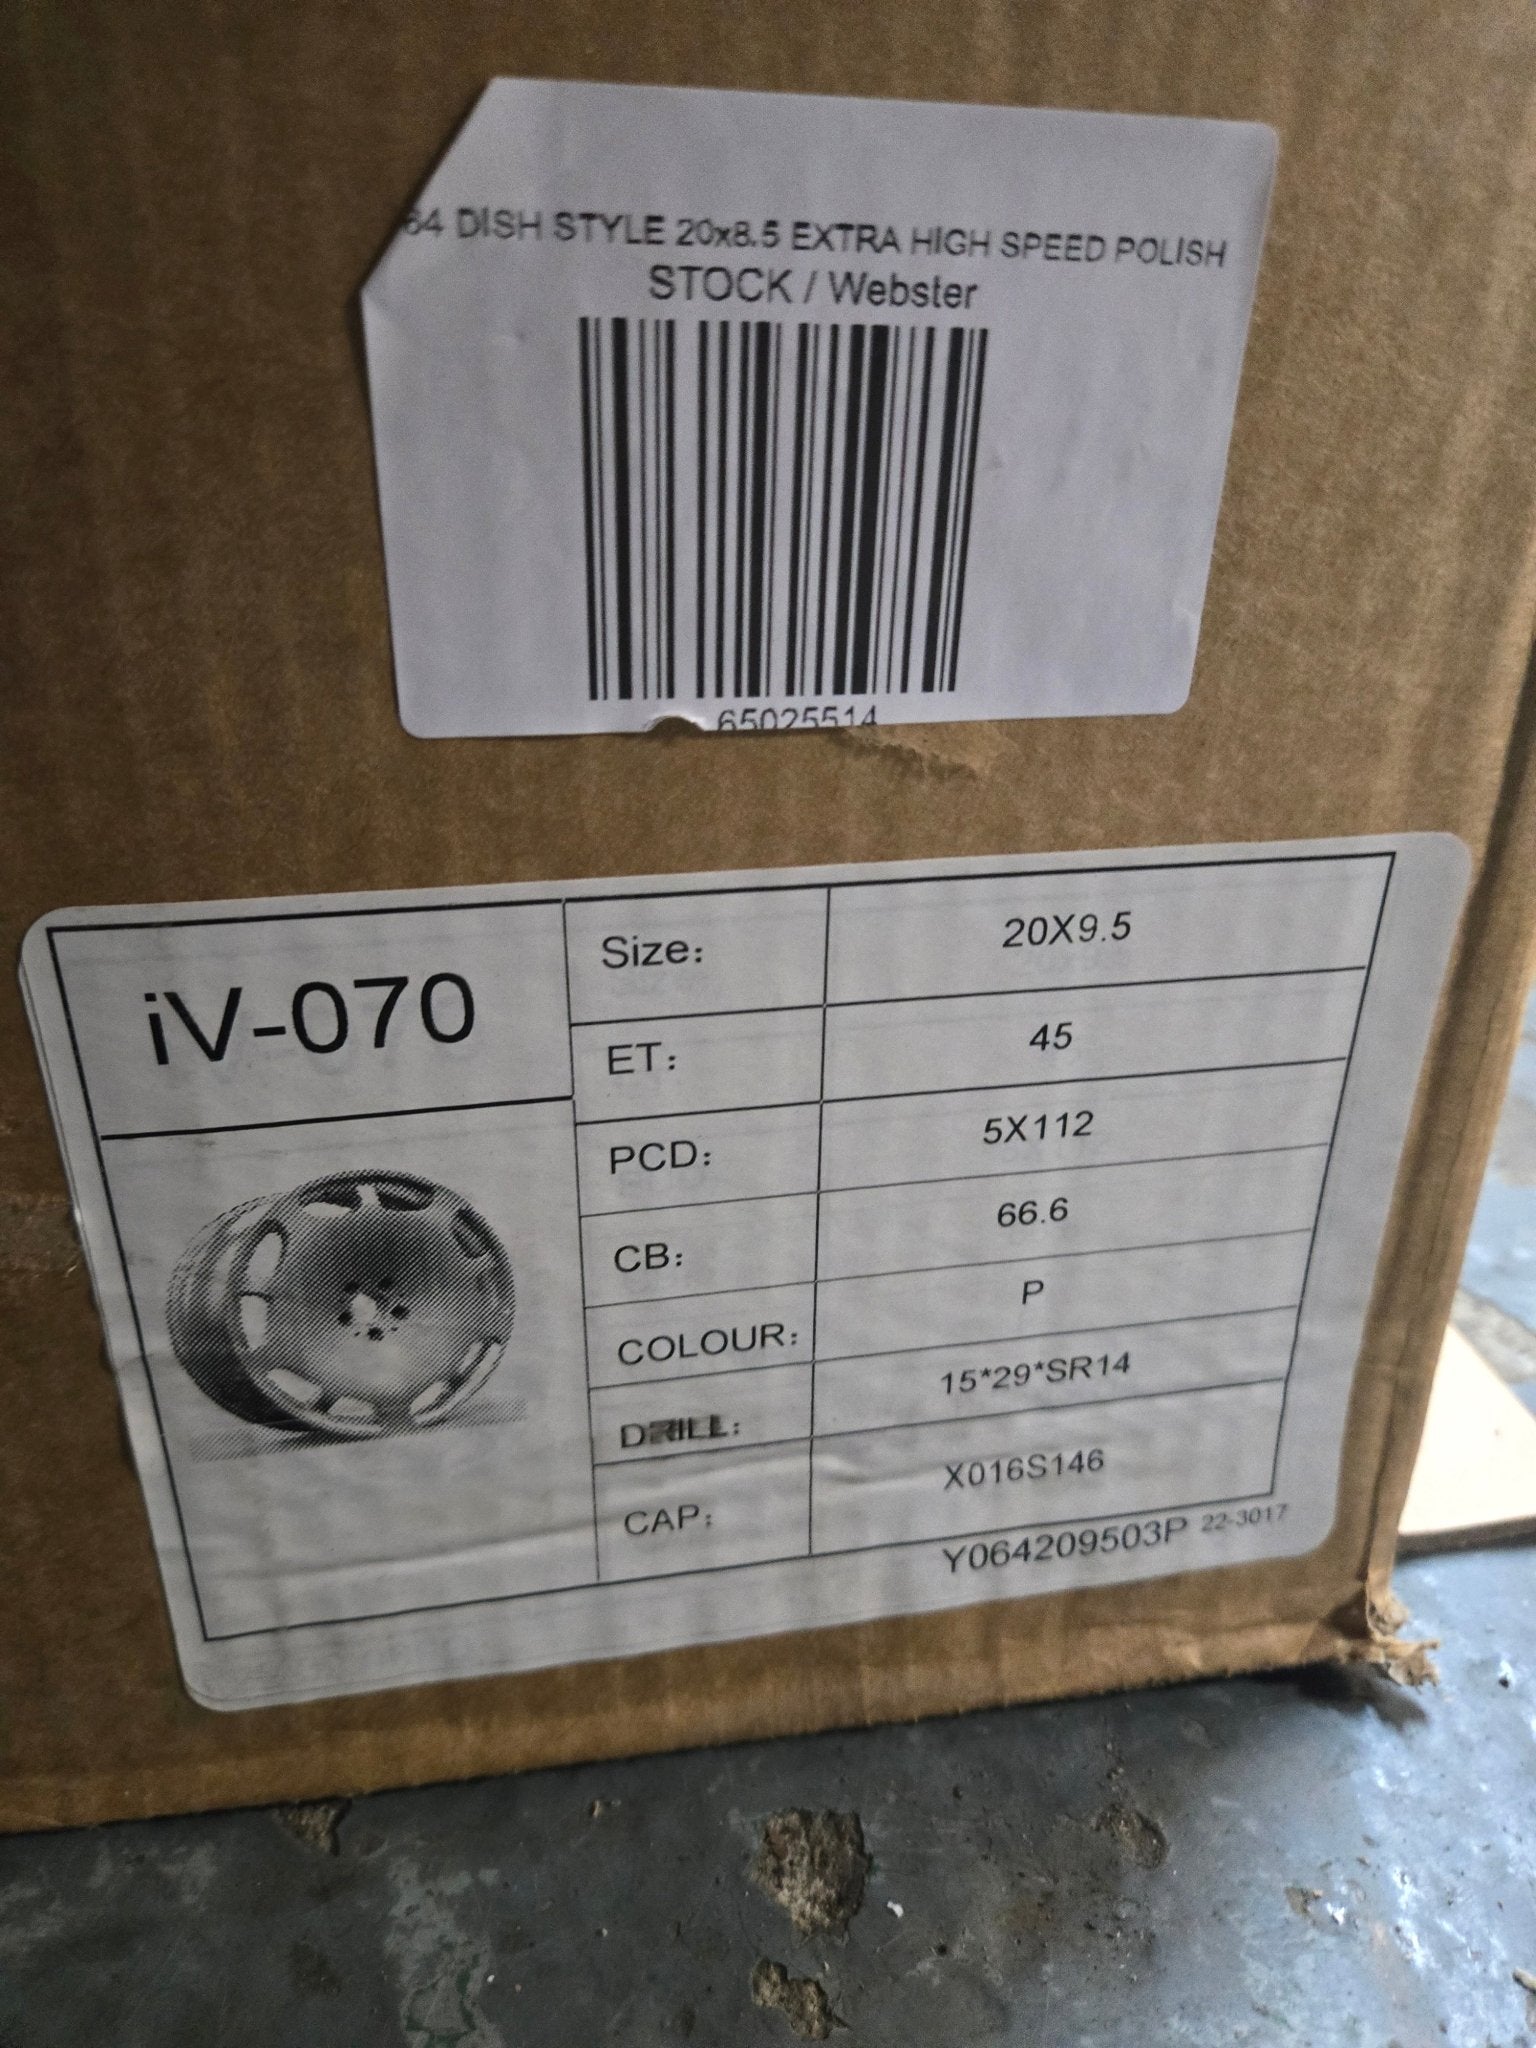 64 DISH STYLE 20x8.5 EXTRA HIGH SPEED POLISH
STOCK / Webster
65025514
iV-070
Size: 20X9.5
ET: 45
PCD: 5X112
CB: 66.6
COLOUR: P
DRILL: 15*29*SR14
CAP: X016S146
Y064209503P 22-3017